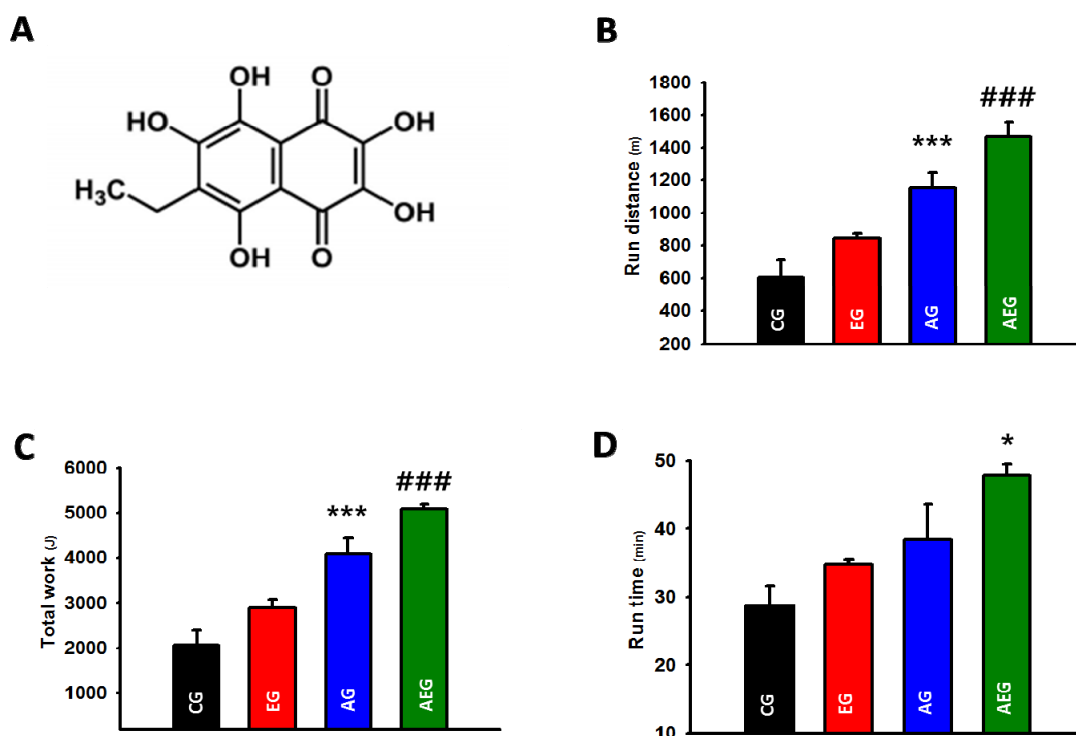 A
OH O
HO OH
H₃C OH
OH O
B
Run distance (m)
1800
1600
1400
1200
1000
800
600
400
200
***
###
CG EG AG AEG
C
Total work (J)
6000
5000
4000
3000
2000
1000
***
###
CG EG AG AEG
D
Run time (min)
50
40
30
20
10
*
CG EG AG AEG